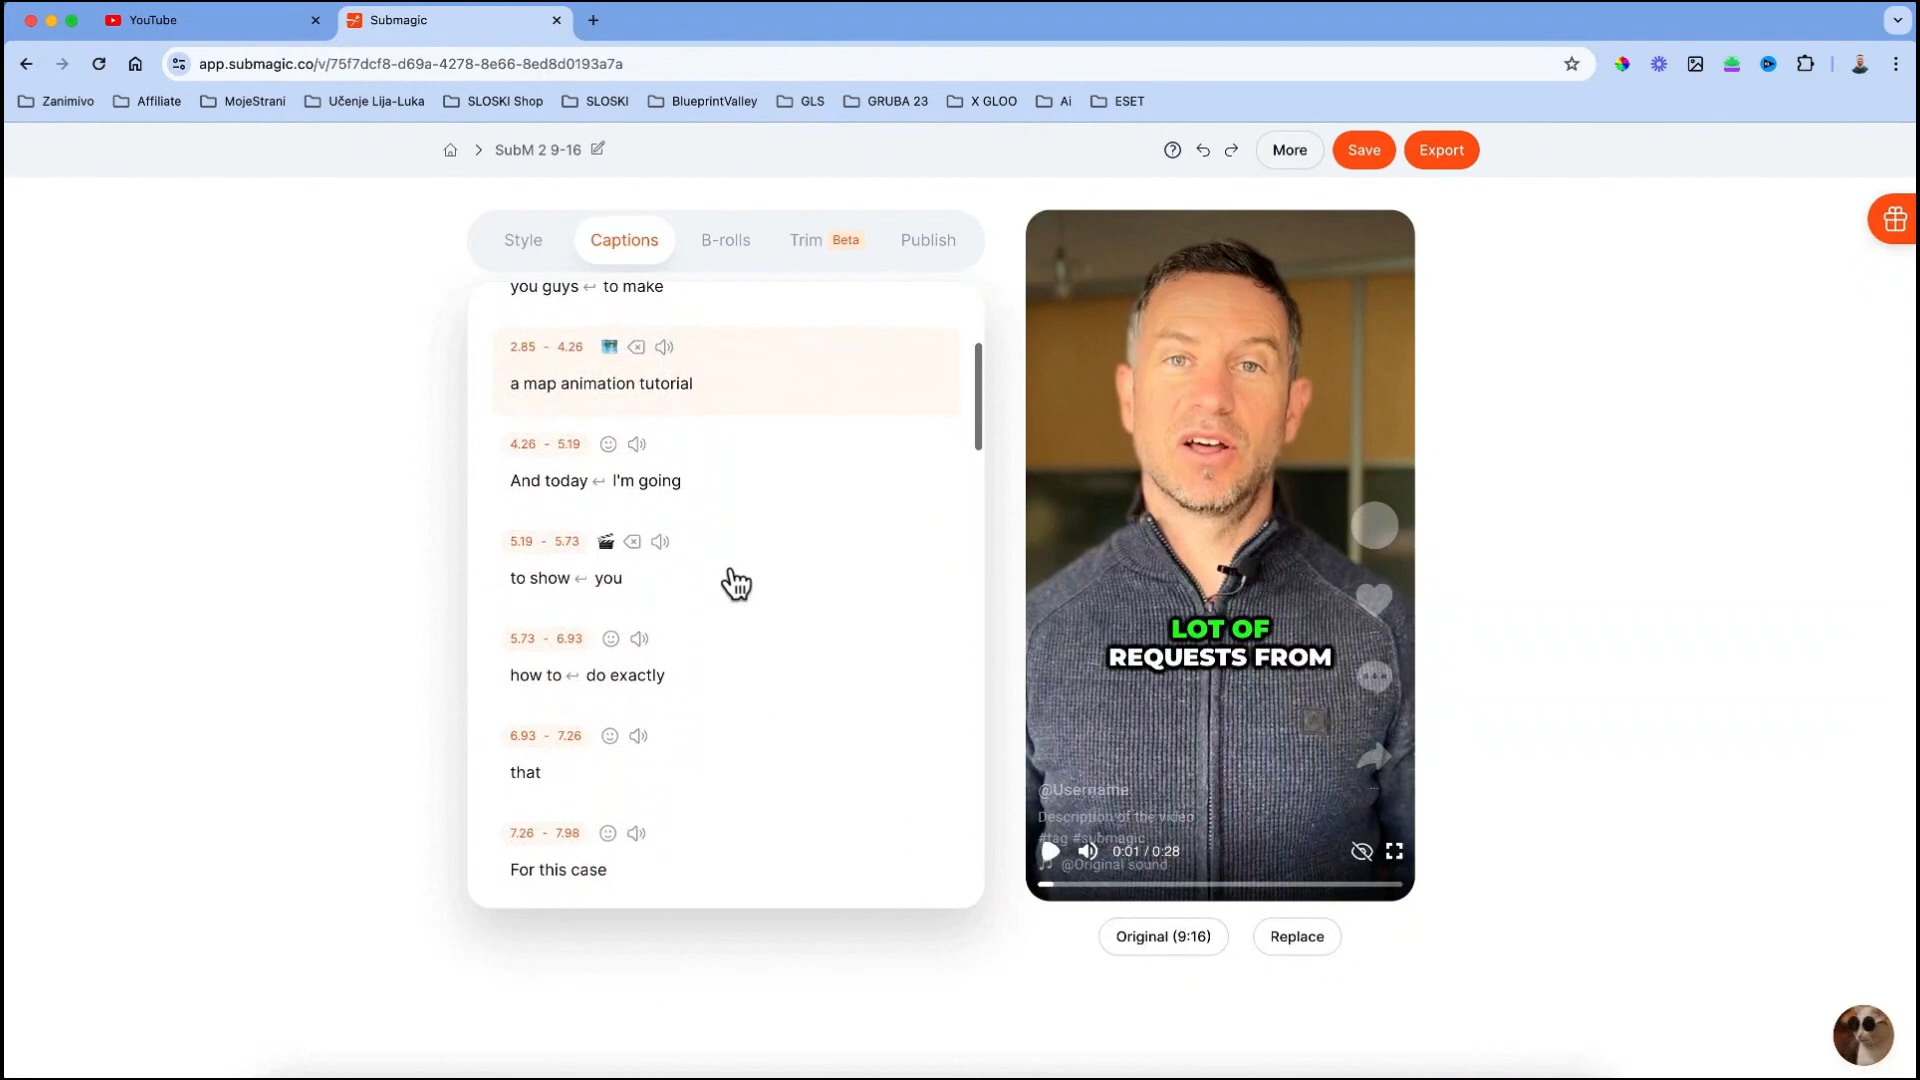 YouTube
Submagic
app.submagic.co/v/75f7dcf8-d69a-4278-8e66-8ed8d0193a7a
Zanimivo
Affiliate
MojeStrani
Učenje Lija-Luka
SLOSKI Shop
SLOSKI
BlueprintValley
GLS
GRUBA 23
X GLOO
Ai
ESET
SubM 2 9-16
More
Save
Export
Style
Captions
B-rolls
Trim Beta
Publish
you guys ↩ to make
2.85 - 4.26
a map animation tutorial
4.26 - 5.19
And today ↩ I'm going
5.19 - 5.73
to show ↩ you
5.73 - 6.93
how to ↩ do exactly
6.93 - 7.26
that
7.26 - 7.98
For this case
LOT OF
REQUESTS FROM
@Username
Description of the video
#tag #submagic
0:01 / 0:28
@Original sound
Original (9:16)
Replace